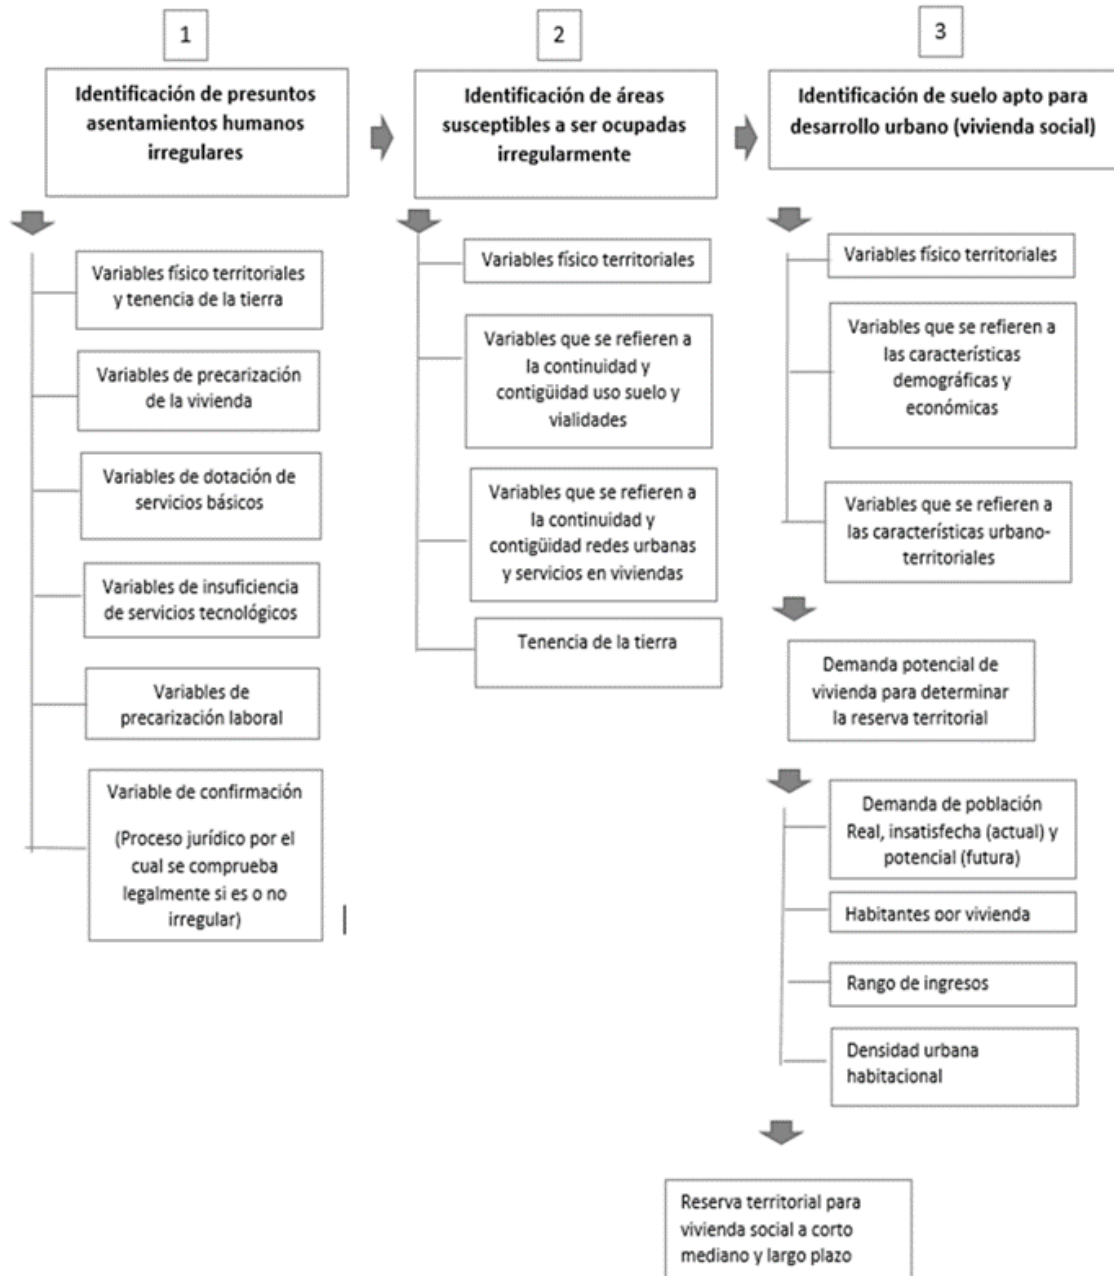 1
Identificación de presuntos
asentamientos humanos
irregulares
Variables físico territoriales
y tenencia de la tierra
Variables de precarización
de la vivienda
Variables de dotación de
servicios básicos
Variables de insuficiencia
de servicios tecnológicos
Variables de
precarización laboral
Variable de confirmación
(Proceso jurídico por el
cual se comprueba
legalmente si es o no
irregular)
2
Identificación de áreas
susceptibles a ser ocupadas
irregularmente
Variables físico territoriales
Variables que se refieren a
la continuidad y
contigüidad uso suelo y
vialidades
Variables que se refieren a
la continuidad y
contigüidad redes urbanas
y servicios en viviendas
Tenencia de la tierra
3
Identificación de suelo apto para
desarrollo urbano (vivienda social)
Variables físico territoriales
Variables que se refieren a
las características
demográficas y
económicas
Variables que se refieren a
las características urbano-
territoriales
Demanda potencial de
vivienda para determinar
la reserva territorial
Demanda de población
Real, insatisfecha (actual) y
potencial (futura)
Habitantes por vivienda
Rango de ingresos
Densidad urbana
habitacional
Reserva territorial para
vivienda social a corto
mediano y largo plazo